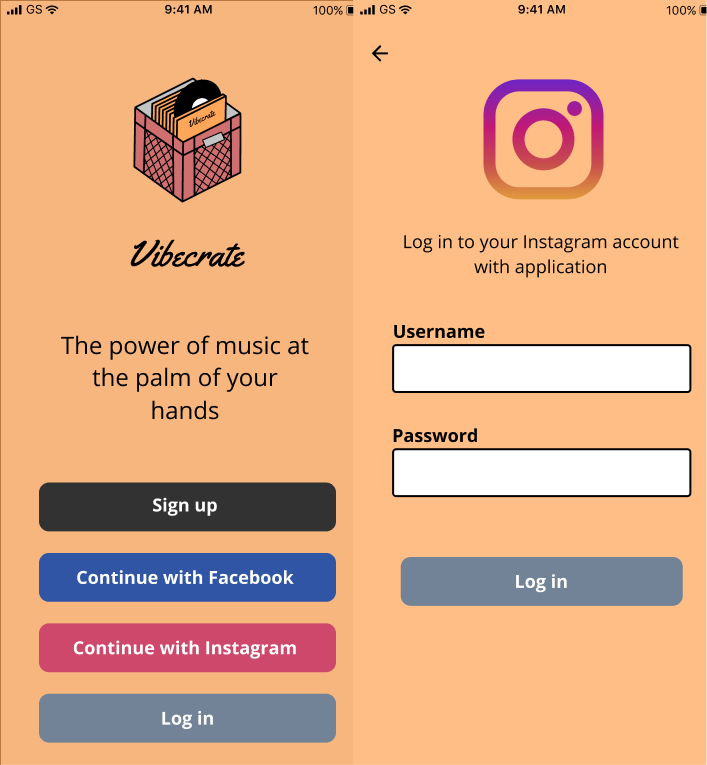 GS 9:41 AM 100%
Vibecrate
Vibecrate
The power of music at
the palm of your
hands
Sign up
Continue with Facebook
Continue with Instagram
Log in
GS 9:41 AM 100%
Log in to your Instagram account
with application
Username
Password
Log in